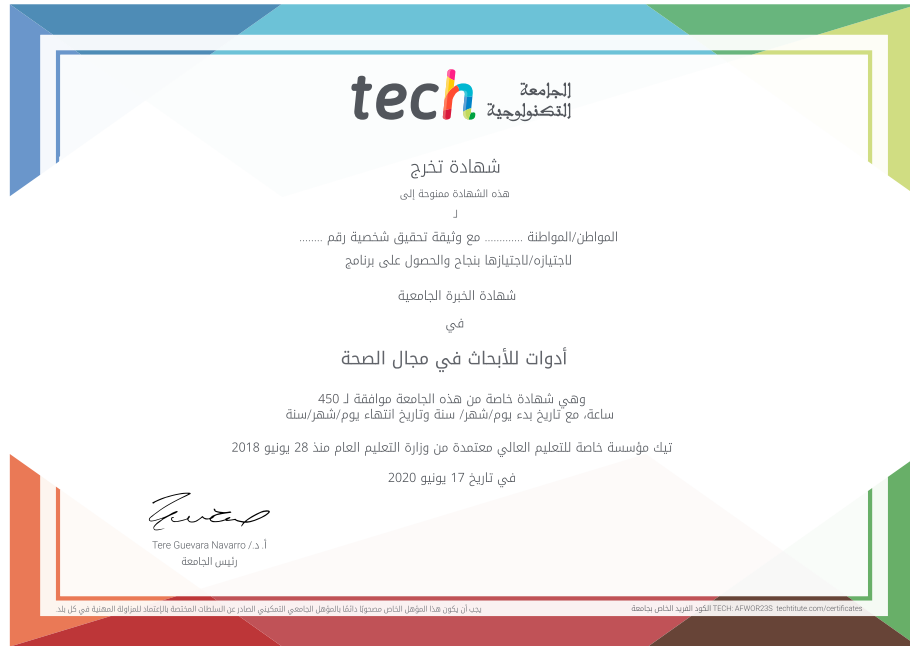 tech الجامعة
التكنولوجية
شهادة تخرج
هذه الشهادة ممنوحة إلى
لـ
المواطن/المواطنة ............ مع وثيقة تحقيق شخصية رقم ........
لاجتيازه/لاجتيازها بنجاح والحصول على برنامج
شهادة الخبرة الجامعية
في
أدوات للأبحاث في مجال الصحة
وهي شهادة خاصة من هذه الجامعة موافقة لـ 450
ساعة، مع تاريخ بدء يوم/شهر/ سنة وتاريخ انتهاء يوم/شهر/سنة
تيك مؤسسة خاصة للتعليم العالي معتمدة من وزارة التعليم العام منذ 28 يونيو 2018
في تاريخ 17 يونيو 2020
أ. د./ Tere Guevara Navarro
رئيس الجامعة
يجب أن يكون هذا المؤهل الخاص مصحوبًا دائمًا بالمؤهل الجامعي التمكيني الصادر عن السلطات المختصة بالإعتماد للمزاولة المهنية في كل بلد.
الكود الفريد الخاص بجامعة TECH: AFWOR23S techtitute.com/certificates